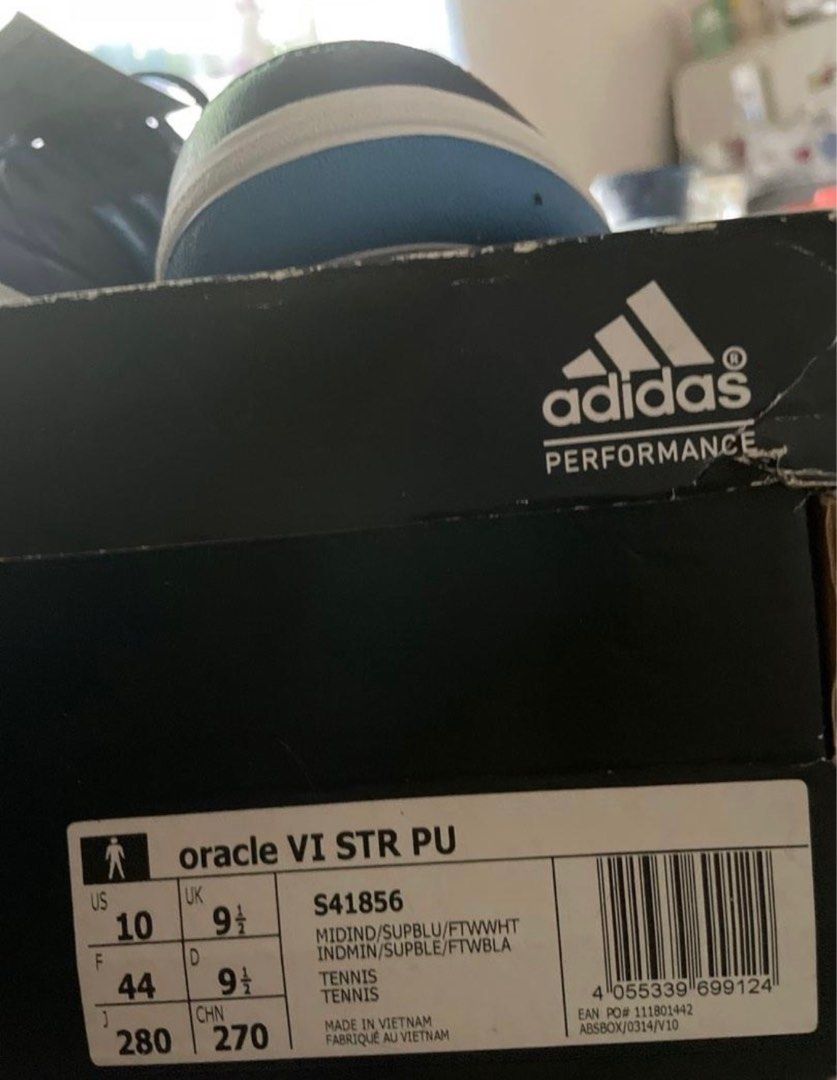 adidas®
PERFORMANCE
oracle VI STR PU
US 10 UK 9½
F 44 D 9½
J 280 CHN 270
S41856
MIDIND/SUPBLU/FTWWHT
INDMIN/SUPBLE/FTWBLA
TENNIS
TENNIS
MADE IN VIETNAM
FABRIQUÉ AU VIETNAM
4 055339 699124
EAN PO# 111801442
ABSBOX/0314/V10